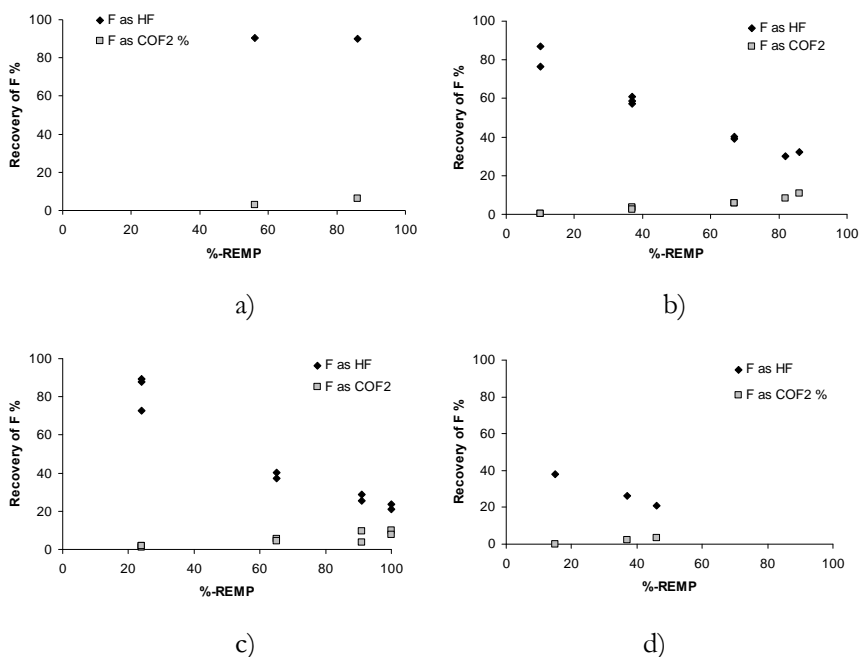 F as HF
F as COF2 %
Recovery of F %
100
80
60
40
20
0
0 20 40 60 80 100
%-REMP
a)
F as HF
F as COF2
Recovery of F %
100
80
60
40
20
0
0 20 40 60 80 100
%-REMP
b)
F as HF
F as COF2
Recovery of F %
100
80
60
40
20
0
0 20 40 60 80 100
%-REMP
c)
F as HF
F as COF2 %
Recovery of F %
100
80
60
40
20
0
0 20 40 60 80 100
%-REMP
d)